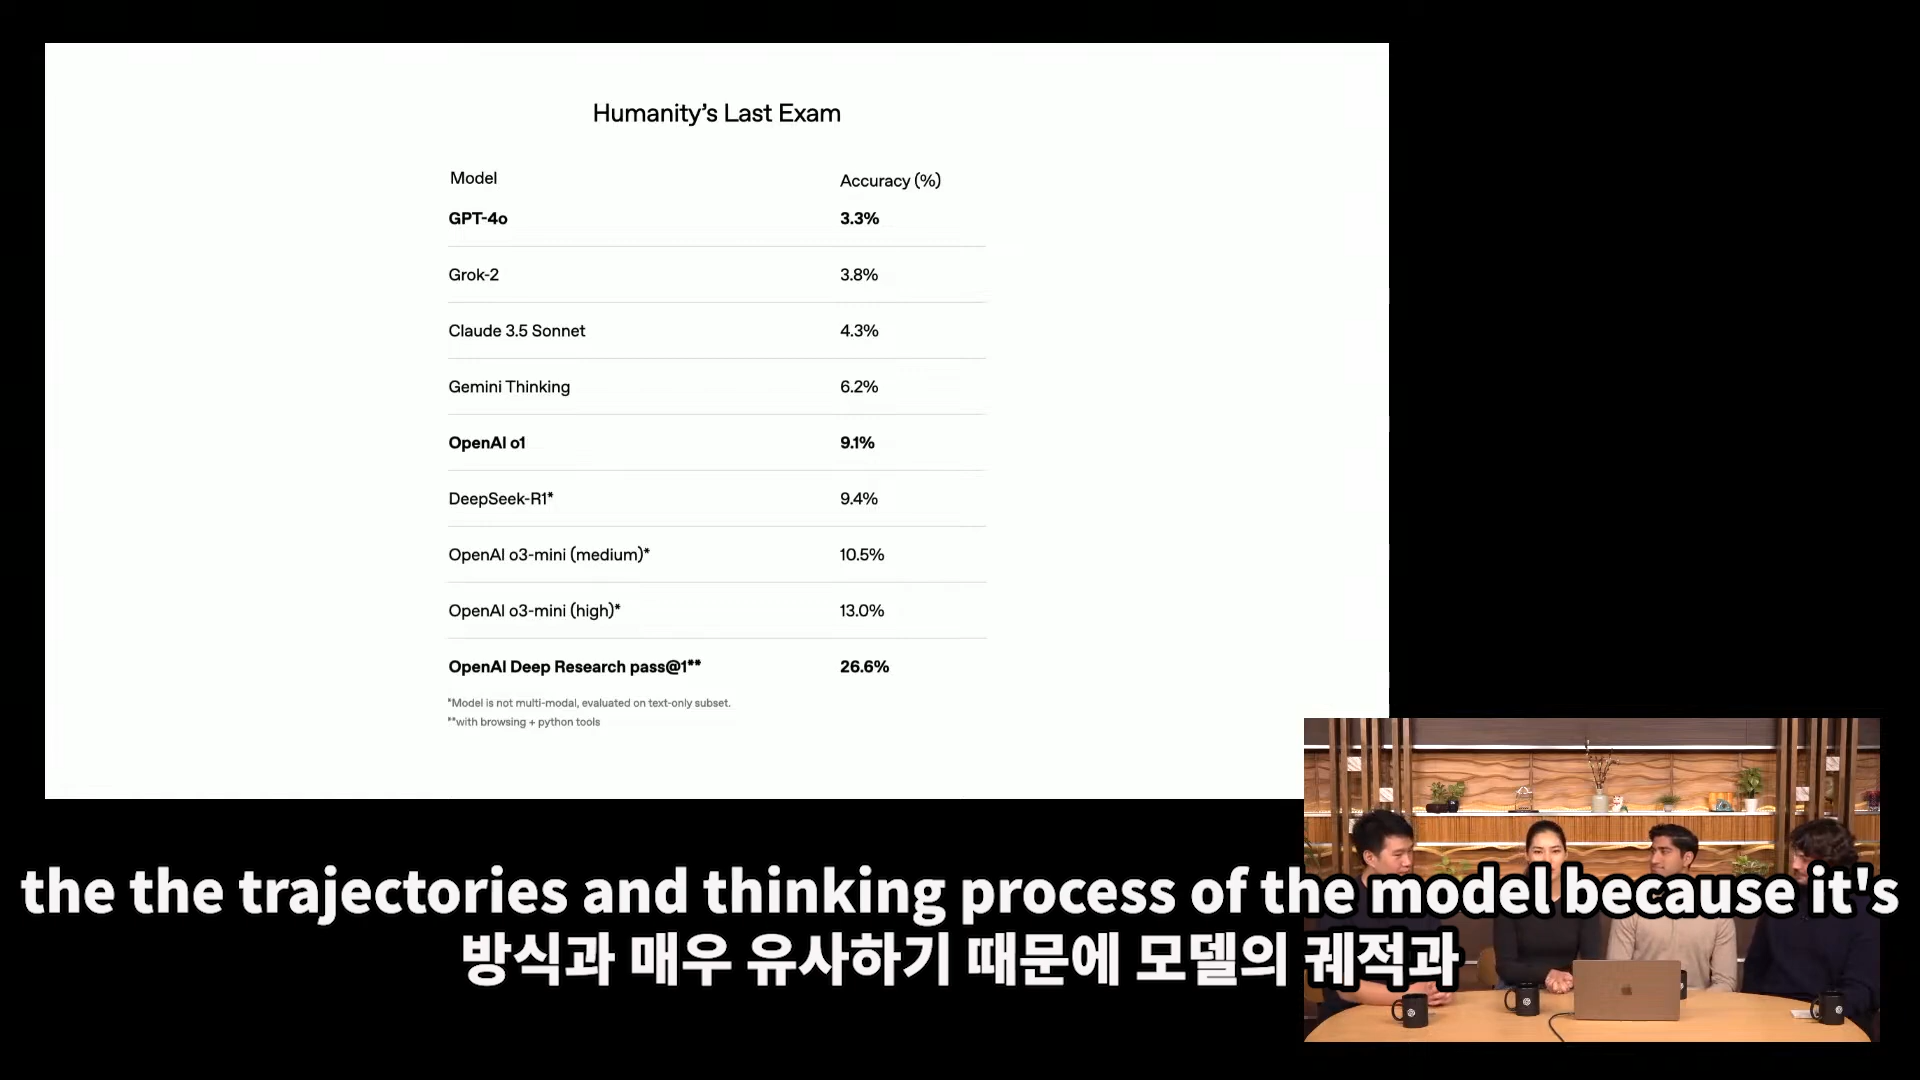 Humanity’s Last Exam
Model Accuracy (%)
GPT-4o 3.3%
Grok-2 3.8%
Claude 3.5 Sonnet 4.3%
Gemini Thinking 6.2%
OpenAI o1 9.1%
DeepSeek-R1* 9.4%
OpenAI o3-mini (medium)* 10.5%
OpenAI o3-mini (high)* 13.0%
OpenAI Deep Research pass@1** 26.6%
*Model is not multi-modal, evaluated on text-only subset.
**with browsing + python tools
the the trajectories and thinking process of the model because it's
방식과 매우 유사하기 때문에 모델의 궤적과